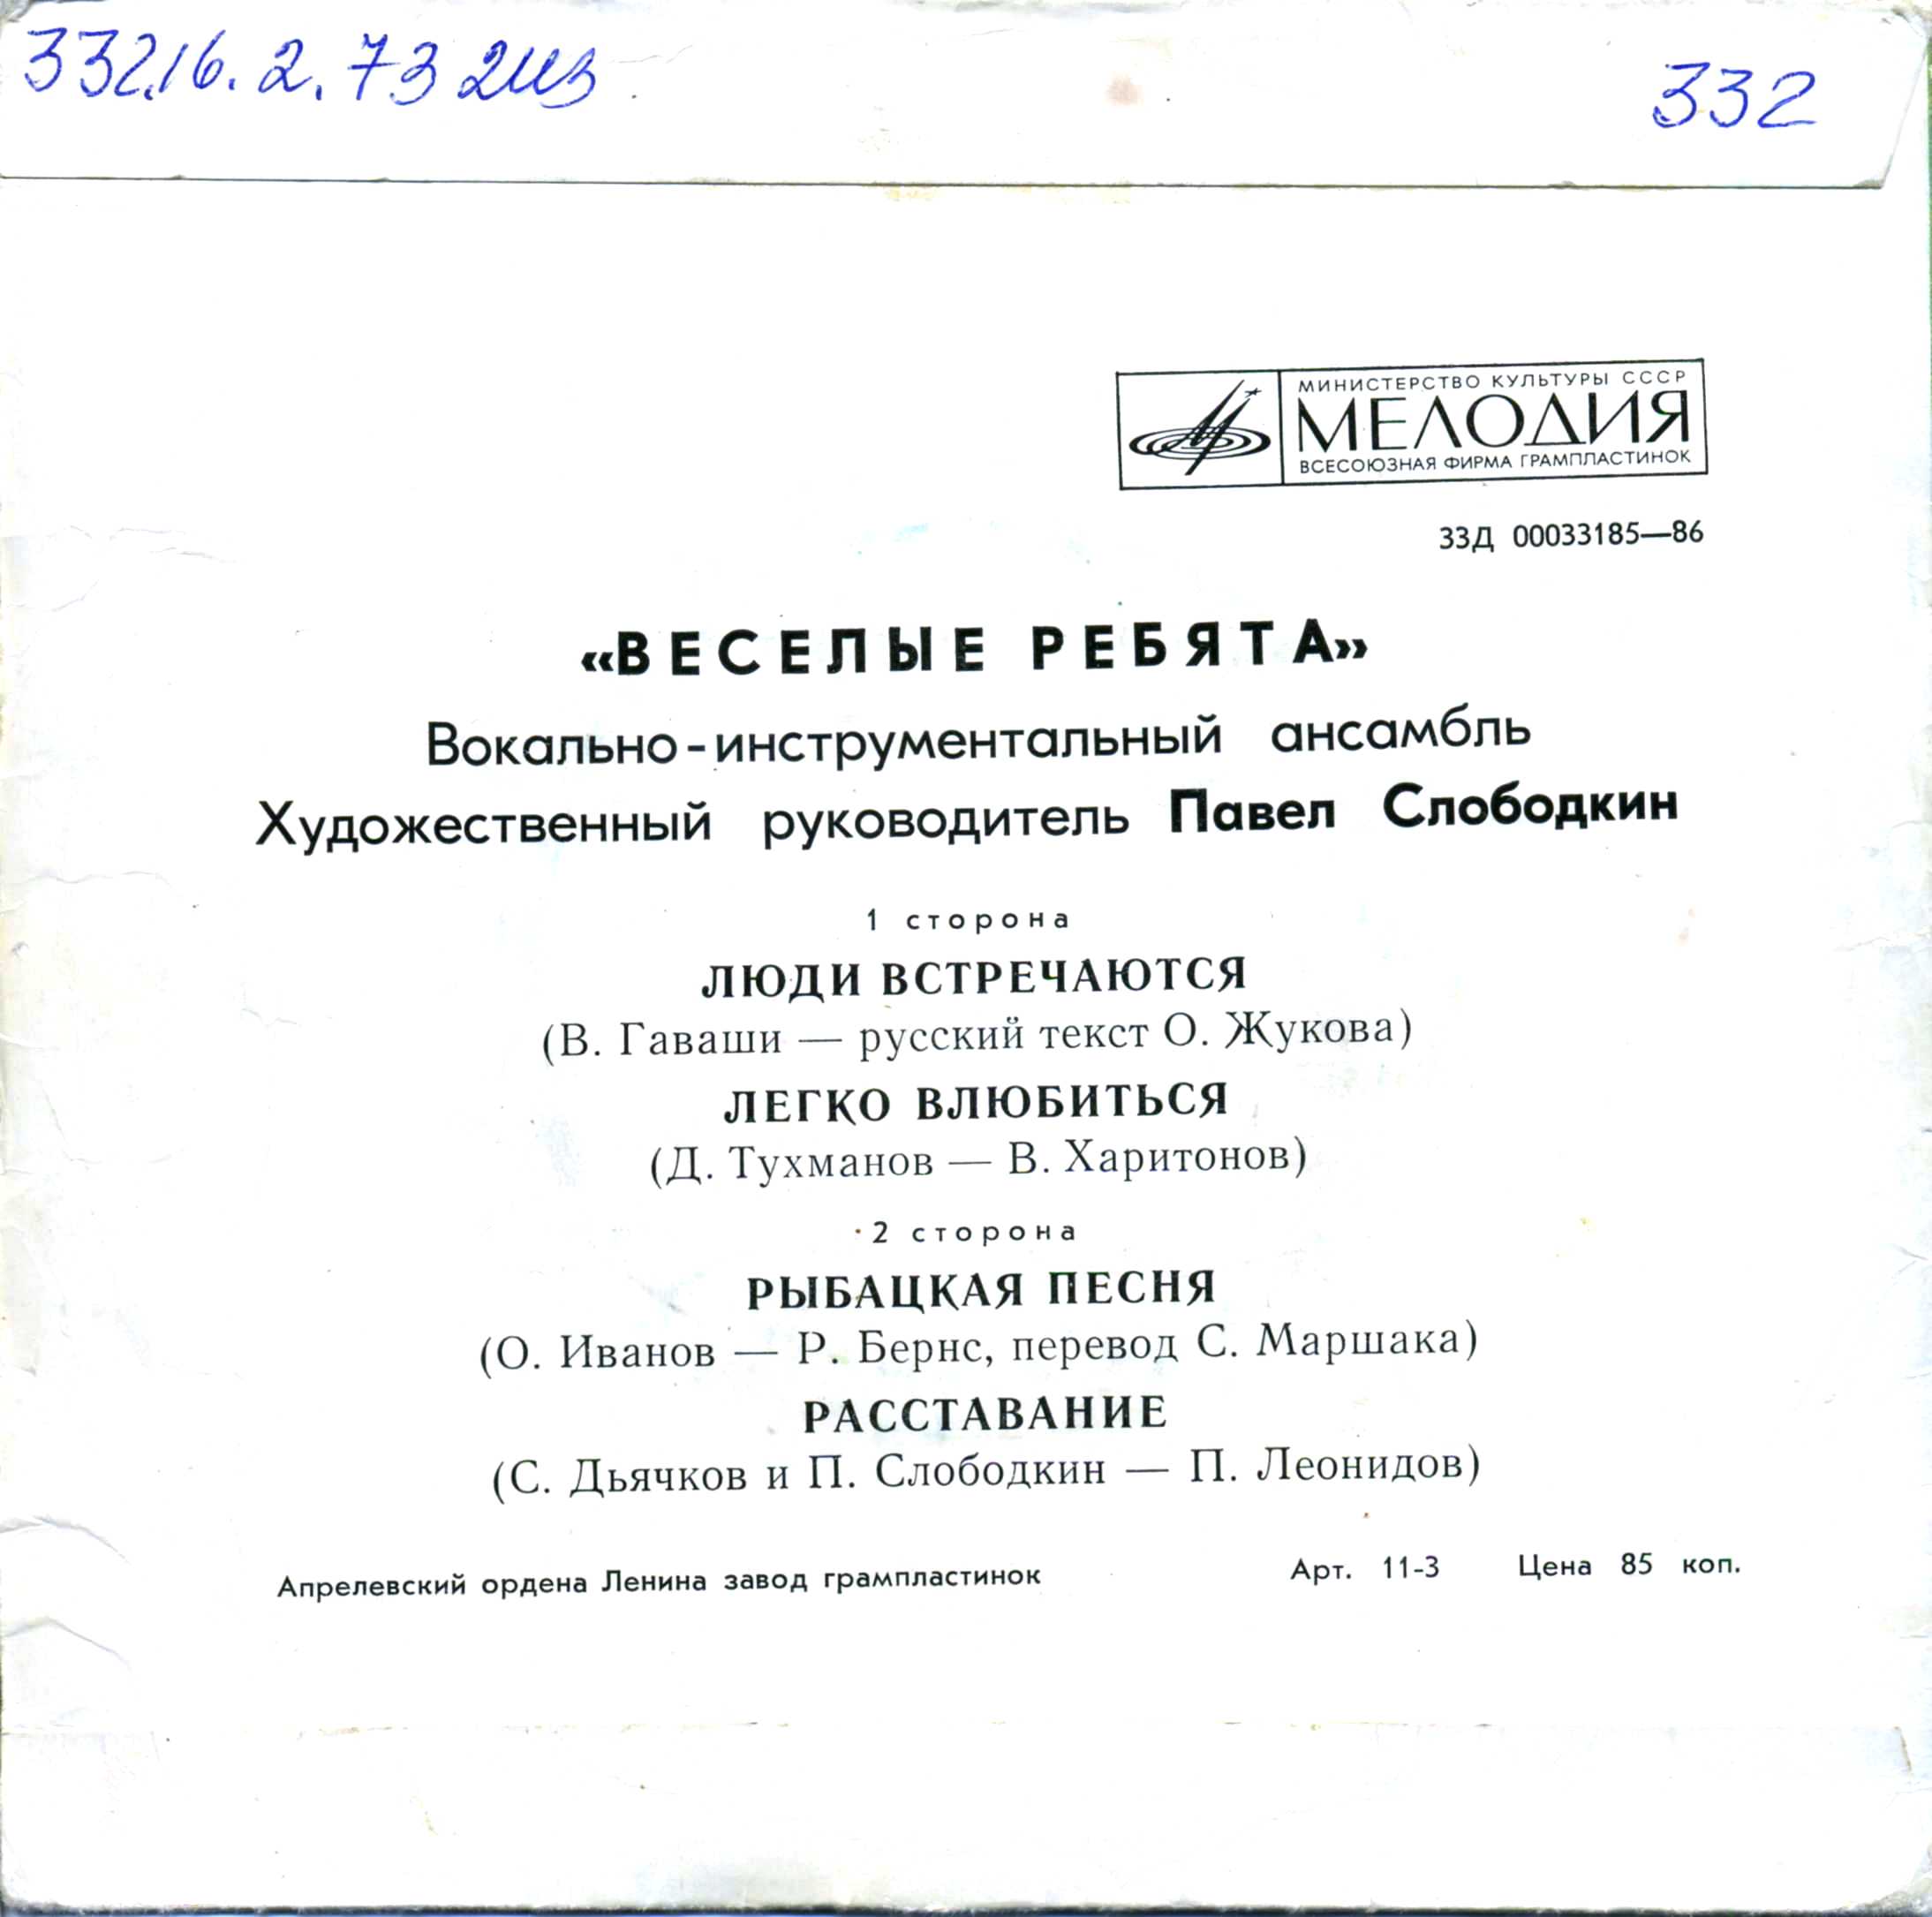 332.16.2.73 2из
332
МИНИСТЕРСТВО КУЛЬТУРЫ СССР
МЕЛОДИЯ
ВСЕСОЮЗНАЯ ФИРМА ГРАМПЛАСТИНОК
33Д 00033185—86
«ВЕСЕЛЫЕ РЕБЯТА»
Вокально-инструментальный ансамбль
Художественный руководитель Павел Слободкин
1 сторона
ЛЮДИ ВСТРЕЧАЮТСЯ
(В. Гаваши — русский текст О. Жукова)
ЛЕГКО ВЛЮБИТЬСЯ
(Д. Тухманов — В. Харитонов)
2 сторона
РЫБАЦКАЯ ПЕСНЯ
(О. Иванов — Р. Бернс, перевод С. Маршака)
РАССТАВАНИЕ
(С. Дьячков и П. Слободкин — П. Леонидов)
Апрелевский ордена Ленина завод грампластинок Арт. 11-3 Цена 85 коп.